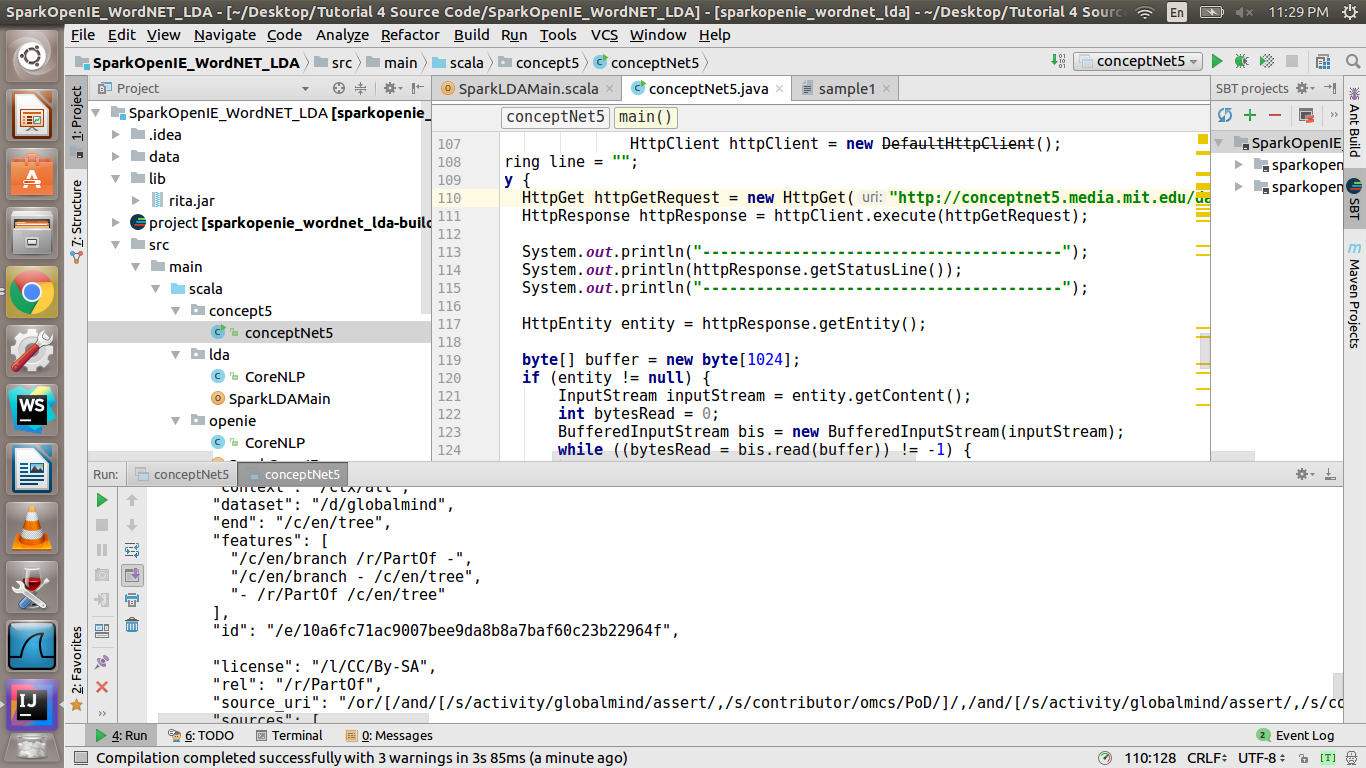 SparkOpenIE_WordNET_LDA - [~/Desktop/Tutorial 4 Source Code/SparkOpenIE_WordNET_LDA] - [sparkopenie_wordnet_lda] - ~/Desktop/Tutorial 4 Sourc
En
11:29 PM
File Edit View Navigate Code Analyze Refactor Build Run Tools VCS Window Help
SparkOpenIE_WordNET_LDA src main scala concept5 conceptNet5
conceptNet5
Project
SparkLDAMain.scala conceptNet5.java sample1
SBT projects
1: Project
7: Structure
2: Favorites
SparkOpenIE_WordNET_LDA [sparkopenie_
.idea
data
lib
rita.jar
project [sparkopenie_wordnet_lda-build
src
main
scala
concept5
conceptNet5
lda
CoreNLP
SparkLDAMain
openie
CoreNLP
conceptNet5 main()
107 HttpClient httpClient = new DefaultHttpClient();
108 ring line = "";
109 y {
110 HttpGet httpGetRequest = new HttpGet( uri: "http://conceptnet5.media.mit.edu/da
111 HttpResponse httpResponse = httpClient.execute(httpGetRequest);
112
113 System.out.println("----------------------------------------");
114 System.out.println(httpResponse.getStatusLine());
115 System.out.println("----------------------------------------");
116
117 HttpEntity entity = httpResponse.getEntity();
118
119 byte[] buffer = new byte[1024];
120 if (entity != null) {
121 InputStream inputStream = entity.getContent();
122 int bytesRead = 0;
123 BufferedInputStream bis = new BufferedInputStream(inputStream);
124 while ((bytesRead = bis.read(buffer)) != -1) {
SparkOpenIE
sparkopen
sparkopen
Ant Build
SBT
m
Maven Projects
WS
IJ
Run: conceptNet5 conceptNet5
"context": "/ctx/all",
"dataset": "/d/globalmind",
"end": "/c/en/tree",
"features": [
"/c/en/branch /r/PartOf -",
"/c/en/branch - /c/en/tree",
"- /r/PartOf /c/en/tree"
],
"id": "/e/10a6fc71ac9007bee9da8b8a7baf60c23b22964f",
"license": "/l/CC/By-SA",
"rel": "/r/PartOf",
"source_uri": "/or/[/and/[/s/activity/globalmind/assert/,/s/contributor/omcs/PoD/]/,/and/[/s/activity/globalmind/assert/,/s/co
"sources": [
4: Run 6: TODO Terminal 0: Messages
2 Event Log
Compilation completed successfully with 3 warnings in 3s 85ms (a minute ago)
110:128 CRLF÷ UTF-8÷ [T]